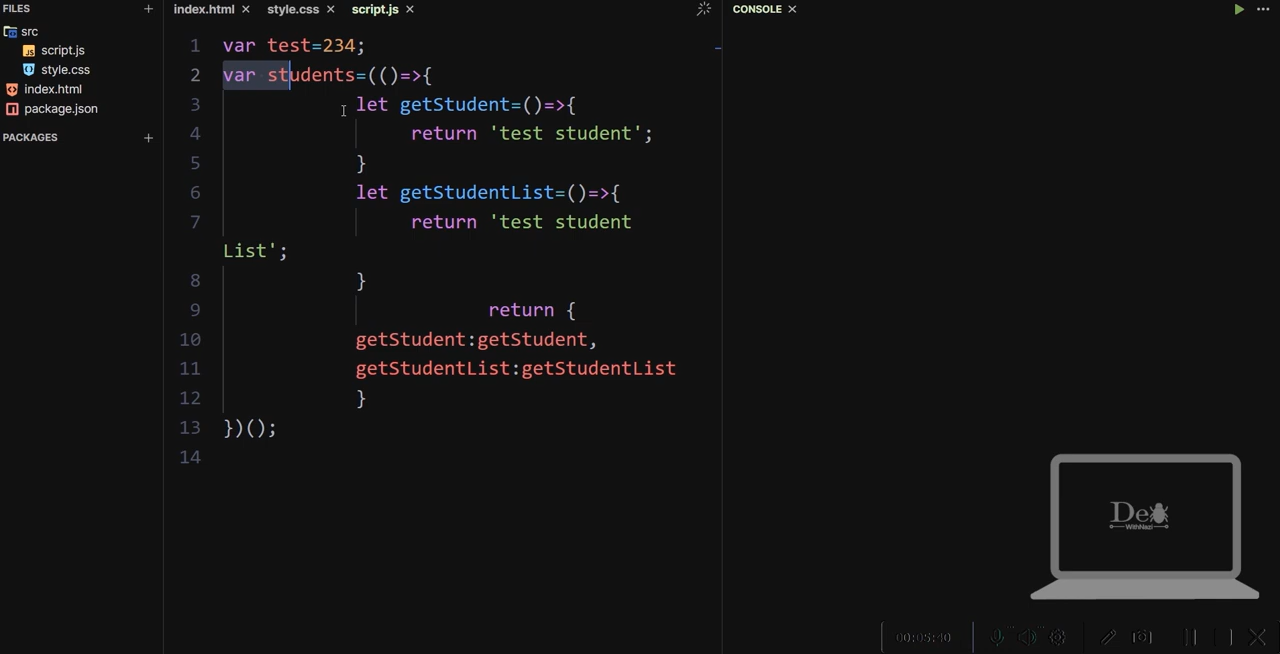 FILES +
src
script.js
style.css
index.html
package.json
PACKAGES +
index.html × style.css × script.js ×
1 var test=234;
2 var students=(()=>{
3 let getStudent=()=>{
4 return 'test student';
5 }
6 let getStudentList=()=>{
7 return 'test student
List';
8 }
9 return {
10 getStudent:getStudent,
11 getStudentList:getStudentList
12 }
13 })();
14
CONSOLE ×
De
WithNazi
00:05:40